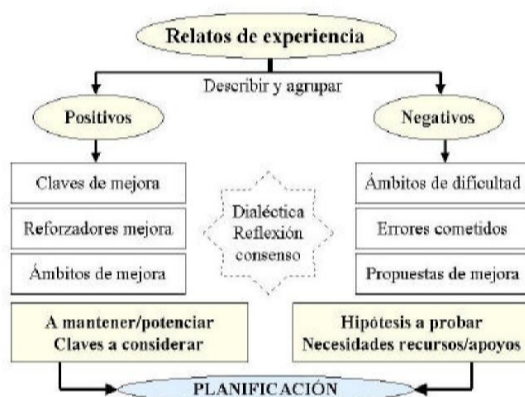 Relatos de experiencia
Describir y agrupar
Positivos
Negativos
Claves de mejora
Reforzadores mejora
Ámbitos de mejora
Dialéctica
Reflexión
consenso
Ámbitos de dificultad
Errores cometidos
Propuestas de mejora
A mantener/potenciar
Claves a considerar
Hipótesis a probar
Necesidades recursos/apoyos
PLANIFICACIÓN